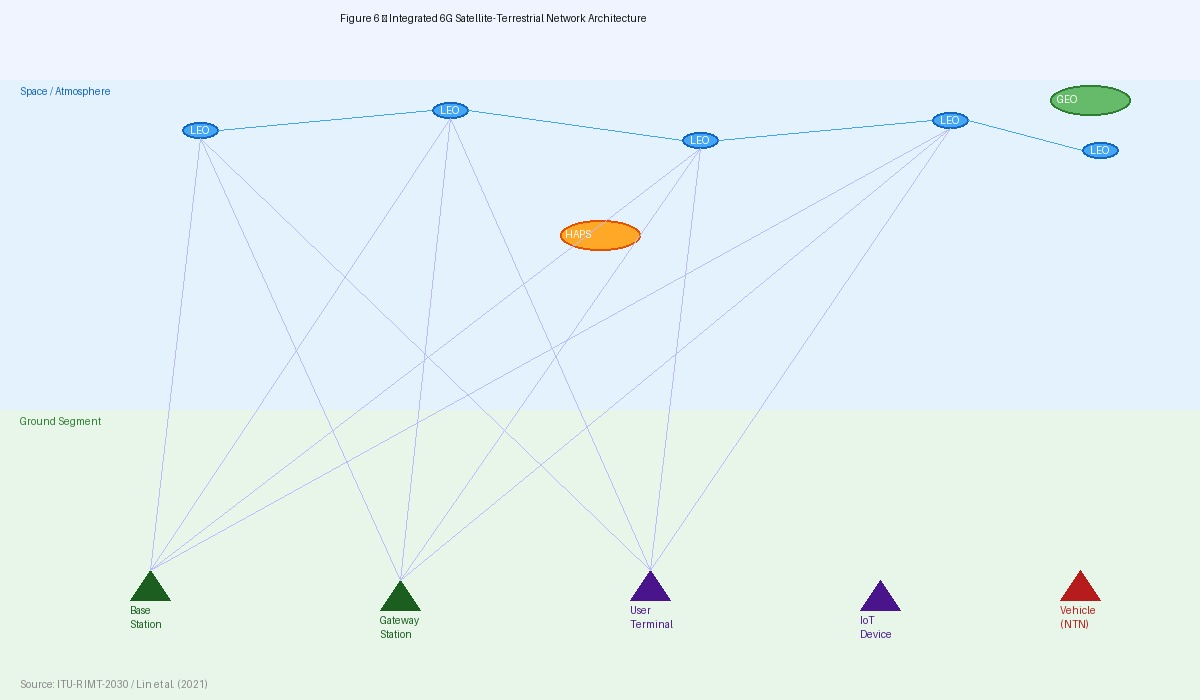 Figure 6 ▯ Integrated 6G Satellite-Terrestrial Network Architecture
Space / Atmosphere
GEO
LEO
LEO
LEO
LEO
LEO
HAPS
Ground Segment
Base
Station
Gateway
Station
User
Terminal
IoT
Device
Vehicle
(NTN)
Source: ITU-R IMT-2030 / Lin et al. (2021)